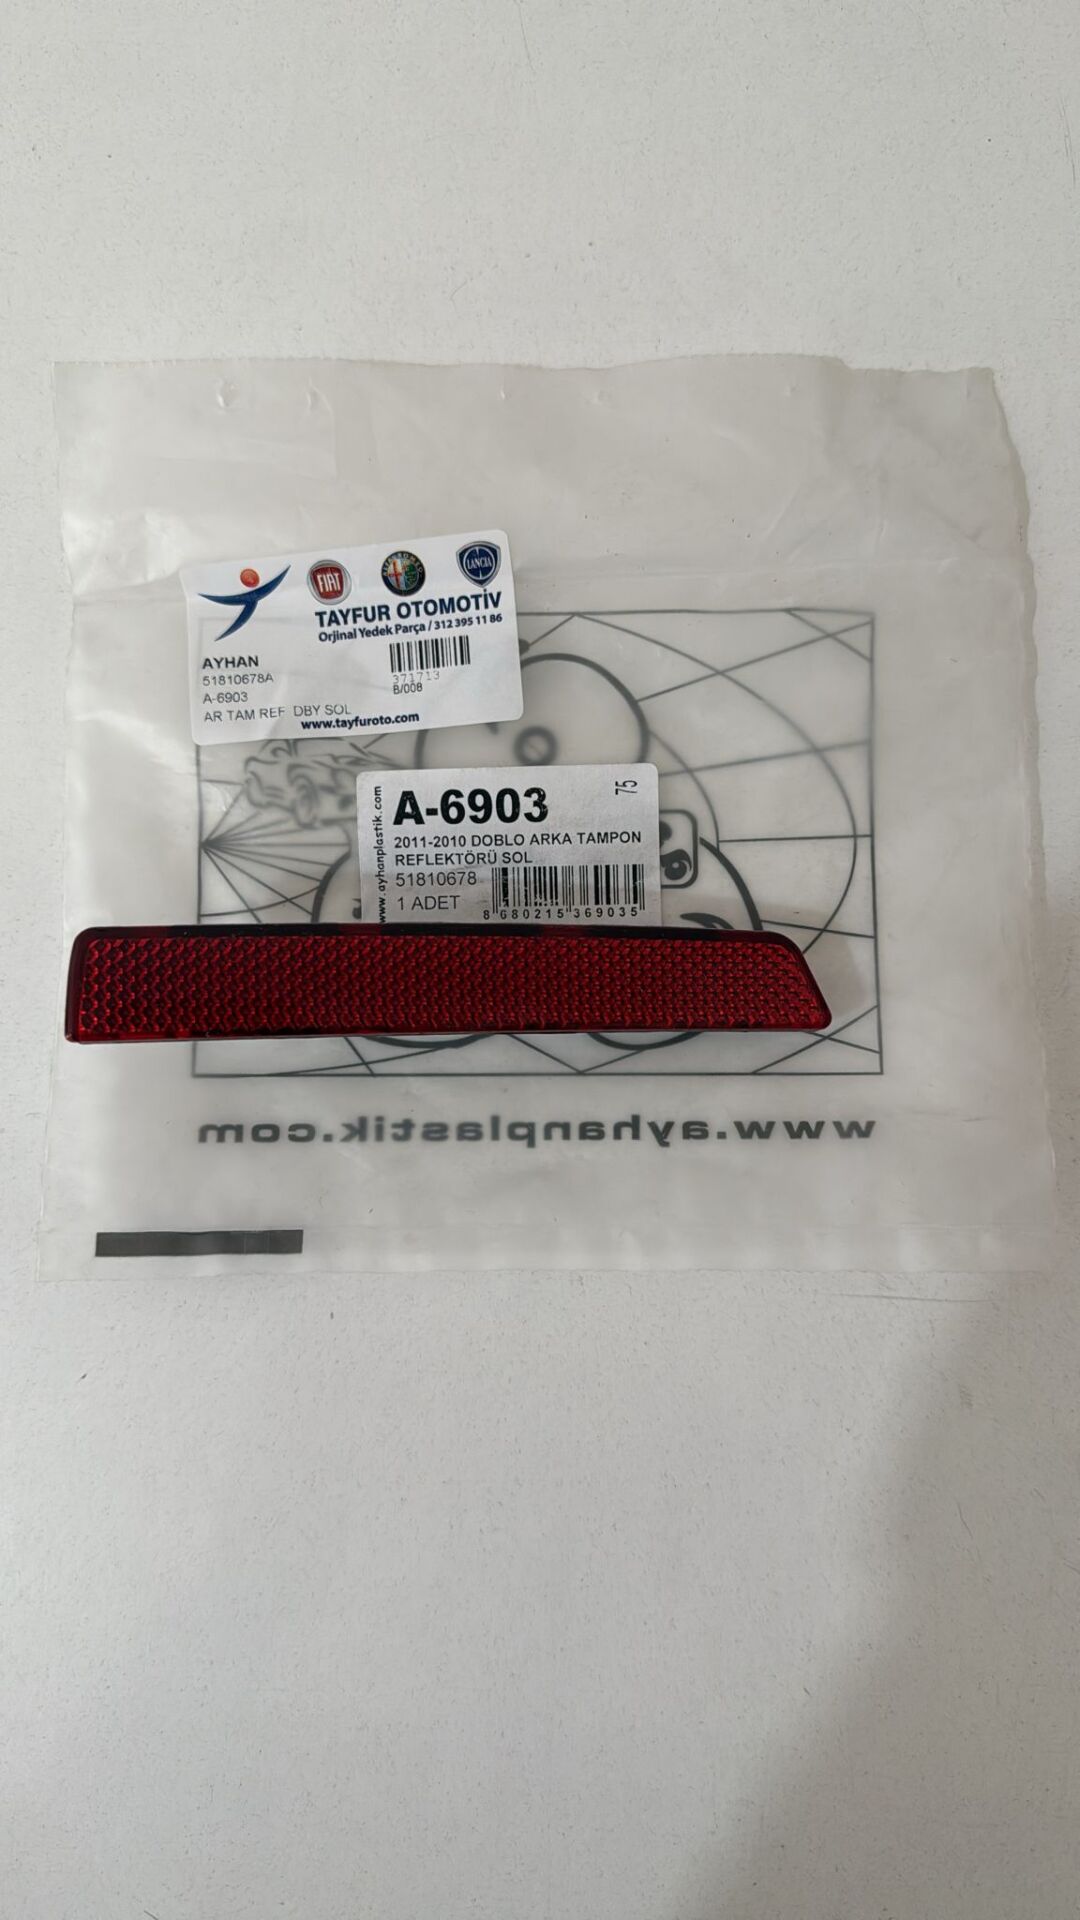 FIAT
ALFA ROMEO
LANCIA
TAYFUR OTOMOTİV
Orjinal Yedek Parça / 312 395 11 86
AYHAN
51810678A
371713
A-6903
B/008
AR TAM REF DBY SOL
www.tayfuroto.com
www.ayhanplastik.com
A-6903
75
2011-2010 DOBLO ARKA TAMPON
REFLEKTÖRÜ SOL
51810678
1 ADET
8 680215 369035
www.ayhanplastik.com